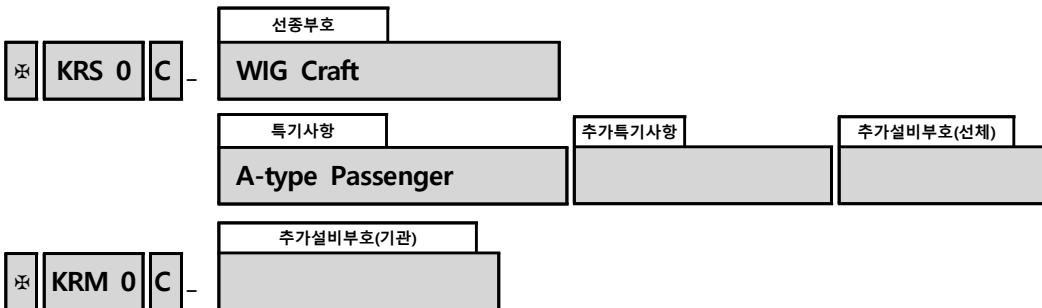 선종부호
✠ KRS 0 C - WIG Craft
특기사항 추가특기사항 추가설비부호(선체)
A-type Passenger
추가설비부호(기관)
✠ KRM 0 C -